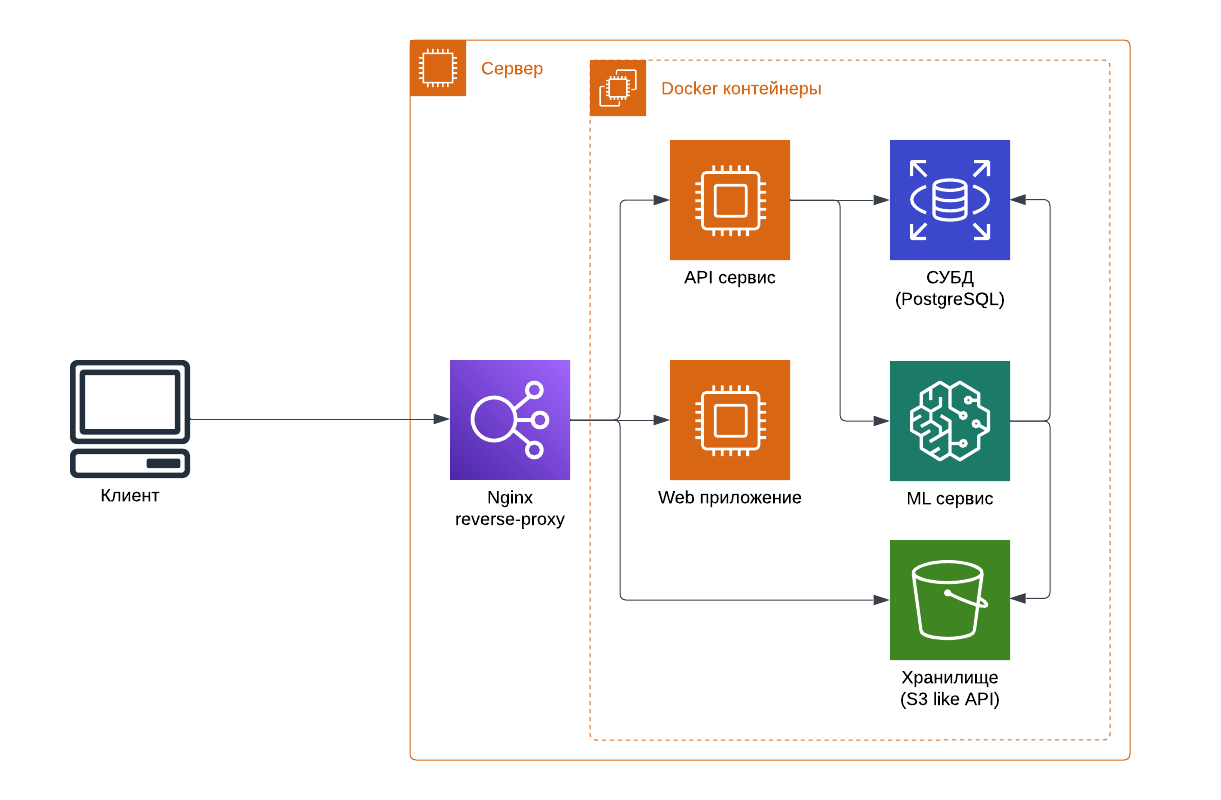 Сервер
Docker контейнеры
API сервис
СУБД
(PostgreSQL)
Клиент
Nginx
reverse-proxy
Web приложение
ML сервис
Хранилище
(S3 like API)